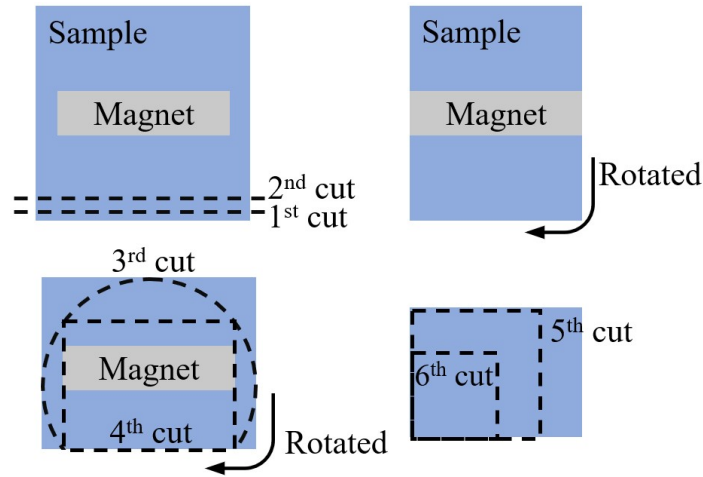 Sample
Magnet
2nd cut
1st cut
Sample
Magnet
Rotated
3rd cut
Magnet
4th cut
Rotated
5th cut
6th cut